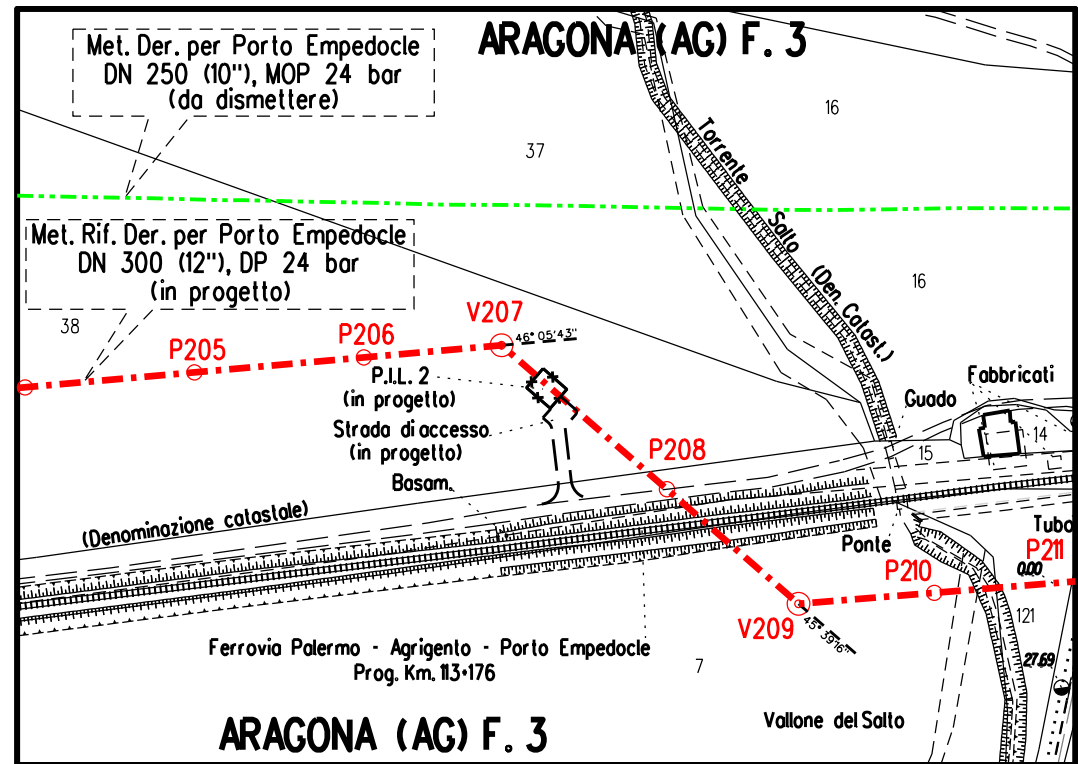 ARAGONA (AG) F. 3
Met. Der. per Porto Empedocle
DN 250 (10"), MOP 24 bar
(da dismettere)
16
37
Torrente Salto (Den. Catast.)
Met. Rif. Der. per Porto Empedocle
DN 300 (12"), DP 24 bar
(in progetto)
16
38
V207
46° 05'43"
P206
P205
P.I.L. 2
(in progetto)
Strada di accesso
(in progetto)
Basam.
Fabbricati
Guado
14
15
P208
(Denominazione catastale)
Ponte
Tubo
P211
0.00
P210
V209
45° 39'16"
121
27.69
Ferrovia Palermo - Agrigento - Porto Empedocle
Prog. Km. 113+176
7
Vallone del Salto
ARAGONA (AG) F. 3